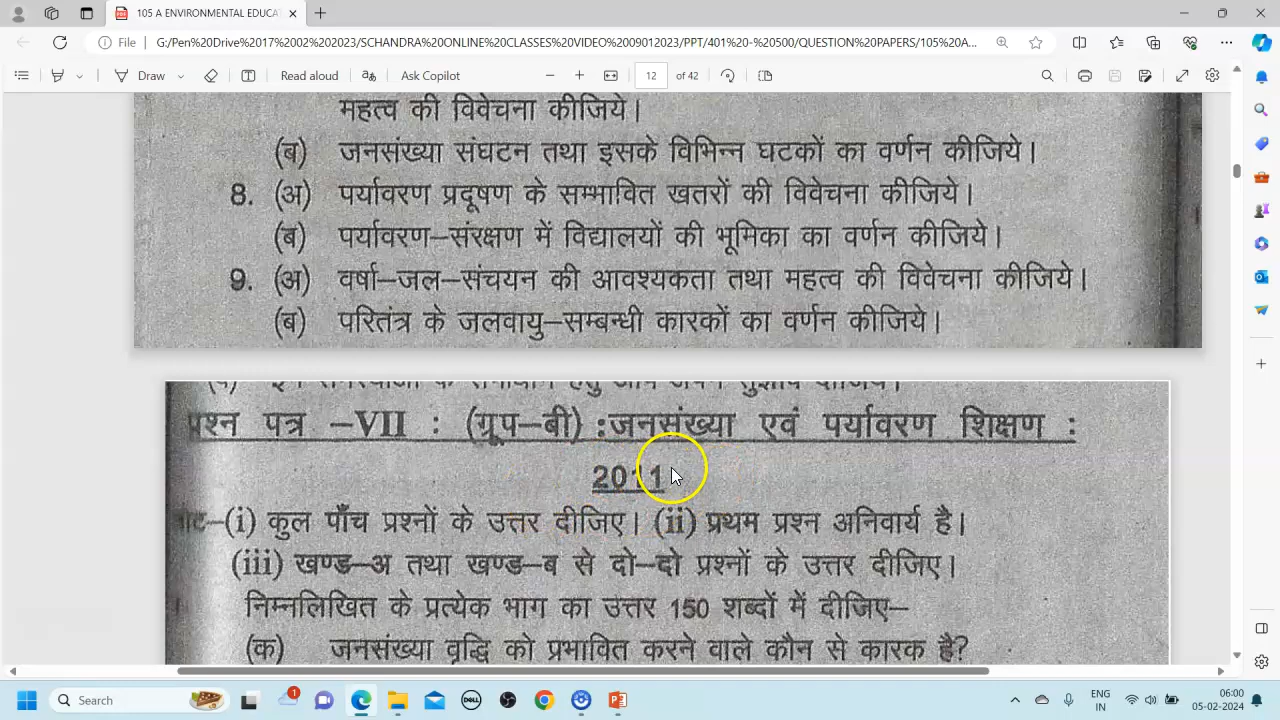 105 A ENVIRONMENTAL EDUCAT
File G:/Pen%20Drive%2017%2002%202023/SCHANDRA%20ONLINE%20CLASSES%20VIDEO%2009012023/PPT/401%20-%20500/QUESTION%20PAPERS/105%20A...
Draw Read aloud Ask Copilot 12 of 42
महत्व की विवेचना कीजिये।
(ब) जनसंख्या संघटन तथा इसके विभिन्न घटकों का वर्णन कीजिये।
8. (अ) पर्यावरण प्रदूषण के सम्भावित खतरों की विवेचना कीजिये।
(ब) पर्यावरण–संरक्षण में विद्यालयों की भूमिका का वर्णन कीजिये।
9. (अ) वर्षा–जल–संचयन की आवश्यकता तथा महत्व की विवेचना कीजिये।
(ब) परितंत्र के जलवायु–सम्बन्धी कारकों का वर्णन कीजिये।
प्रश्न पत्र –VII : (ग्रूप–बी) :जनसंख्या एवं पर्यावरण शिक्षण :
2011
(i) कुल पाँच प्रश्नों के उत्तर दीजिए। (ii) प्रथम प्रश्न अनिवार्य है।
(iii) खण्ड–अ तथा खण्ड–ब से दो–दो प्रश्नों के उत्तर दीजिए।
निम्नलिखित के प्रत्येक भाग का उत्तर 150 शब्दों में दीजिए–
(क) जनसंख्या वृद्धि को प्रभावित करने वाले कौन से कारक है?
Search 1 DELL ENG 06:00
IN 05-02-2024